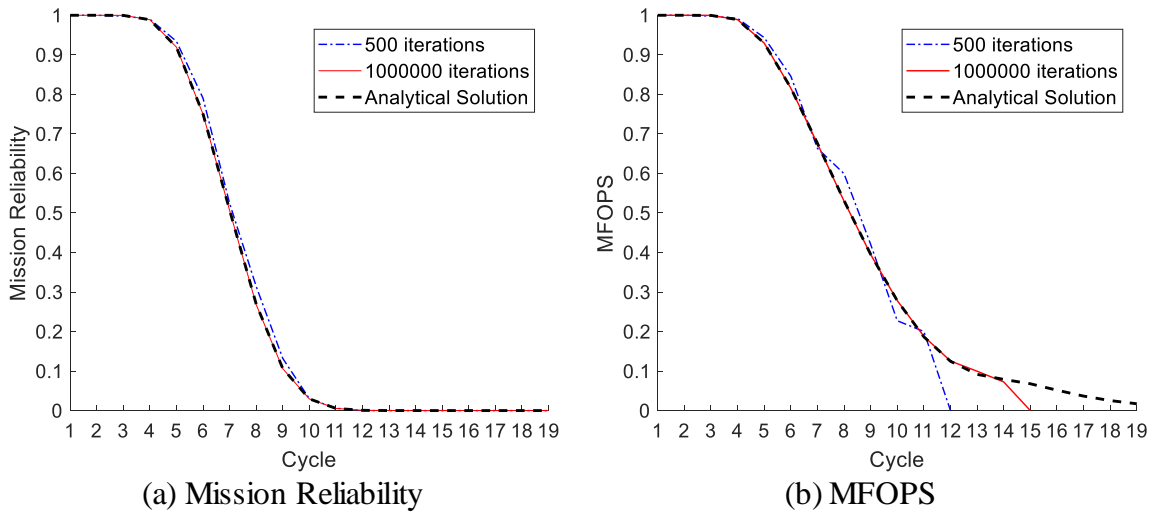 1
0.9
0.8
0.7
0.6
0.5
0.4
0.3
0.2
0.1
0
Mission Reliability
500 iterations
1000000 iterations
Analytical Solution
1 2 3 4 5 6 7 8 9 10 11 12 13 14 15 16 17 18 19
Cycle
(a) Mission Reliability
1
0.9
0.8
0.7
0.6
0.5
0.4
0.3
0.2
0.1
0
MFOPS
500 iterations
1000000 iterations
Analytical Solution
1 2 3 4 5 6 7 8 9 10 11 12 13 14 15 16 17 18 19
Cycle
(b) MFOPS